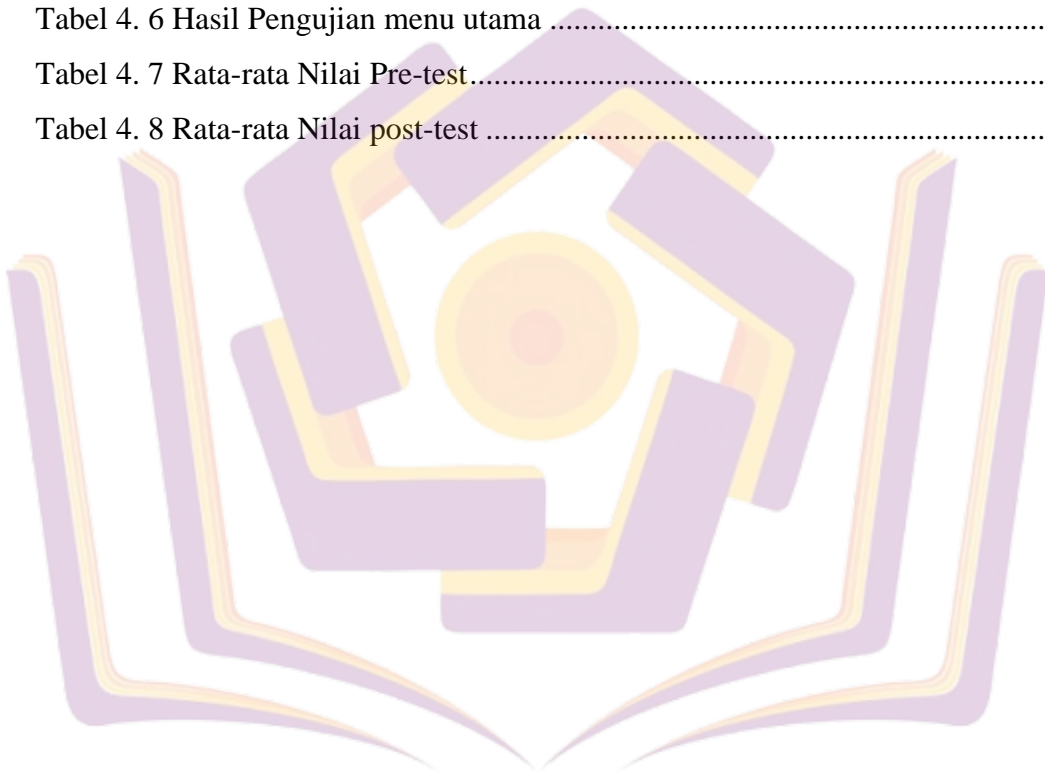 Tabel 4. 6 Hasil Pengujian menu utama ..............................................................
Tabel 4. 7 Rata-rata Nilai Pre-test.........................................................................
Tabel 4. 8 Rata-rata Nilai post-test .......................................................................